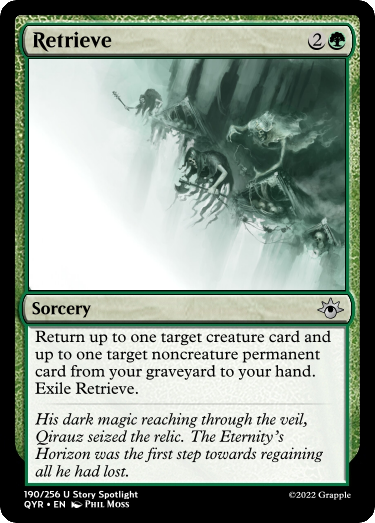 Retrieve 2
Sorcery
Return up to one target creature card and
up to one target noncreature permanent
card from your graveyard to your hand.
Exile Retrieve.
His dark magic reaching through the veil,
Qirauz seized the relic. The Eternity's
Horizon was the first step towards regaining
all he had lost.
190/256 U Story Spotlight
QYR • EN Phil Moss ©2022 Grapple